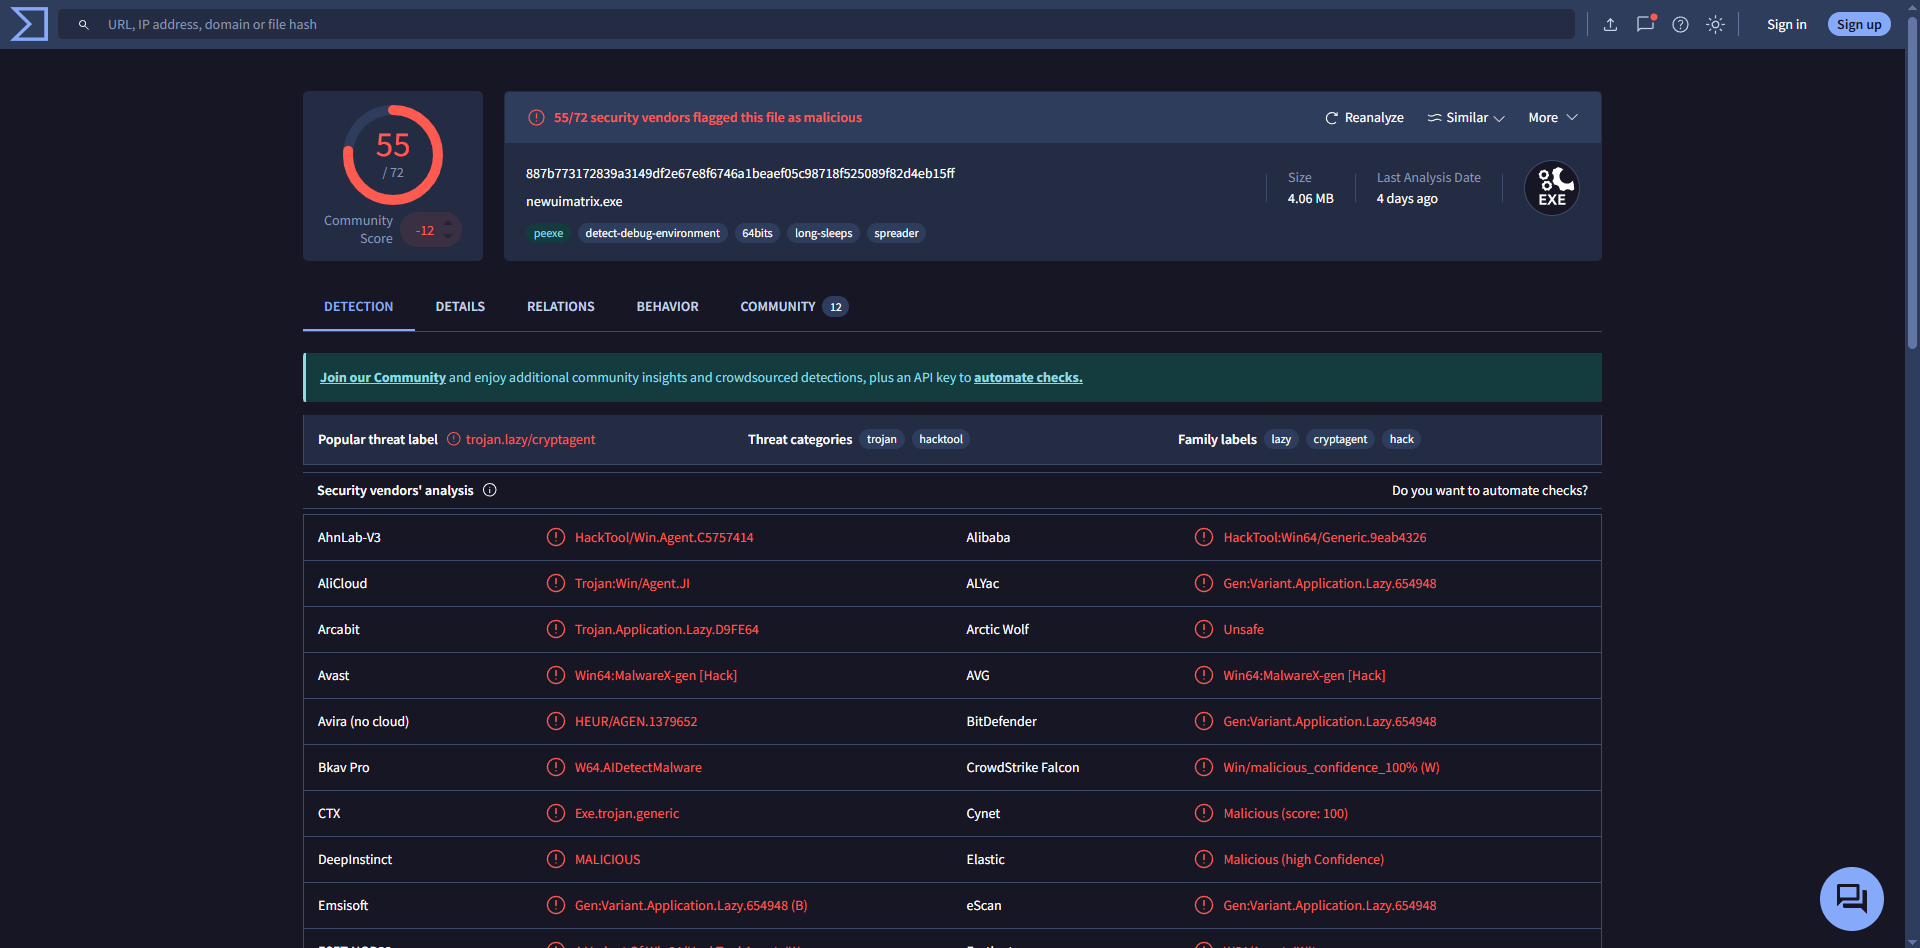 URL, IP address, domain or file hash
Sign in
Sign up
55
/ 72
Community Score
-12
55/72 security vendors flagged this file as malicious
Reanalyze
Similar
More
887b773172839a3149df2e67e8f6746a1beaef05c98718f525089f82d4eb15ff
newuimatrix.exe
peexe
detect-debug-environment
64bits
long-sleeps
spreader
Size
4.06 MB
Last Analysis Date
4 days ago
EXE
DETECTION
DETAILS
RELATIONS
BEHAVIOR
COMMUNITY 12
Join our Community and enjoy additional community insights and crowdsourced detections, plus an API key to automate checks.
Popular threat label trojan.lazy/cryptagent
Threat categories trojan hacktool
Family labels lazy cryptagent hack
Security vendors' analysis
Do you want to automate checks?
AhnLab-V3 HackTool/Win.Agent.C5757414
Alibaba HackTool:Win64/Generic.9eab4326
AliCloud Trojan:Win/Agent.JI
ALYac Gen:Variant.Application.Lazy.654948
Arcabit Trojan.Application.Lazy.D9FE64
Arctic Wolf Unsafe
Avast Win64:MalwareX-gen [Hack]
AVG Win64:MalwareX-gen [Hack]
Avira (no cloud) HEUR/AGEN.1379652
BitDefender Gen:Variant.Application.Lazy.654948
Bkav Pro W64.AIDetectMalware
CrowdStrike Falcon Win/malicious_confidence_100% (W)
CTX Exe.trojan.generic
Cynet Malicious (score: 100)
DeepInstinct MALICIOUS
Elastic Malicious (high Confidence)
Emsisoft Gen:Variant.Application.Lazy.654948 (B)
eScan Gen:Variant.Application.Lazy.654948